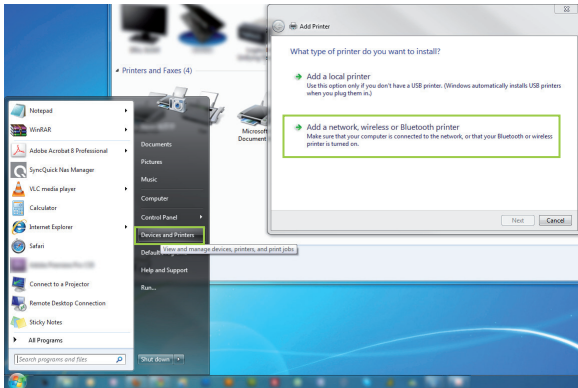 Add Printer
What type of printer do you want to install?
Add a local printer
Use this option only if you don't have a USB printer. (Windows automatically installs USB printers
when you plug them in.)
Add a network, wireless or Bluetooth printer
Make sure that your computer is connected to the network, or that your Bluetooth or wireless
printer is turned on.
Next
Cancel
Printers and Faxes (4)
Microsoft
Document
Notepad
WinRAR
Adobe Acrobat 8 Professional
SyncQuick Nas Manager
VLC media player
Calculator
Internet Explorer
Safari
Connect to a Projector
Remote Desktop Connection
Sticky Notes
All Programs
Search programs and files
Documents
Pictures
Music
Computer
Control Panel
Devices and Printers
View and manage devices, printers, and print jobs
Default
Help and Support
Run...
Shut down